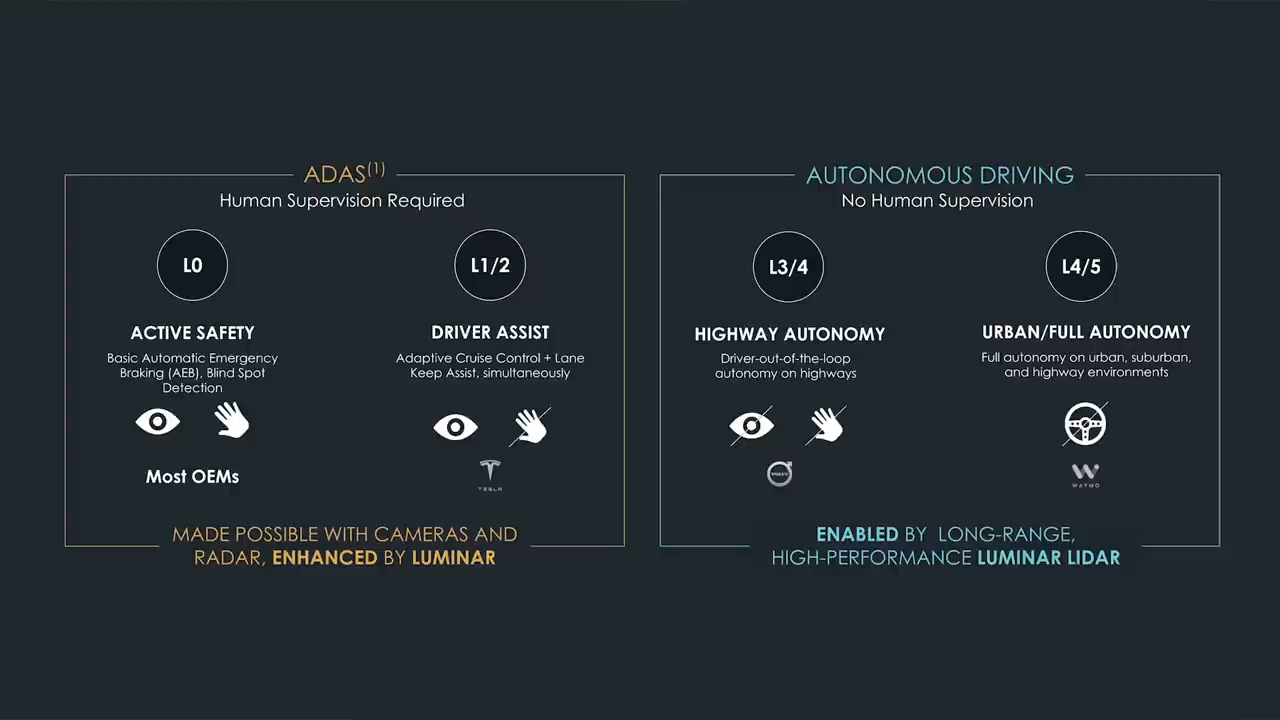 ADAS(1)
Human Supervision Required
L0
ACTIVE SAFETY
Basic Automatic Emergency
Braking (AEB), Blind Spot
Detection
Most OEMs
L1/2
DRIVER ASSIST
Adaptive Cruise Control + Lane
Keep Assist, simultaneously
TESLA
MADE POSSIBLE WITH CAMERAS AND
RADAR, ENHANCED BY LUMINAR
AUTONOMOUS DRIVING
No Human Supervision
L3/4
HIGHWAY AUTONOMY
Driver-out-of-the-loop
autonomy on highways
VOLVO
L4/5
URBAN/FULL AUTONOMY
Full autonomy on urban, suburban,
and highway environments
WAYMO
ENABLED BY LONG-RANGE,
HIGH-PERFORMANCE LUMINAR LIDAR